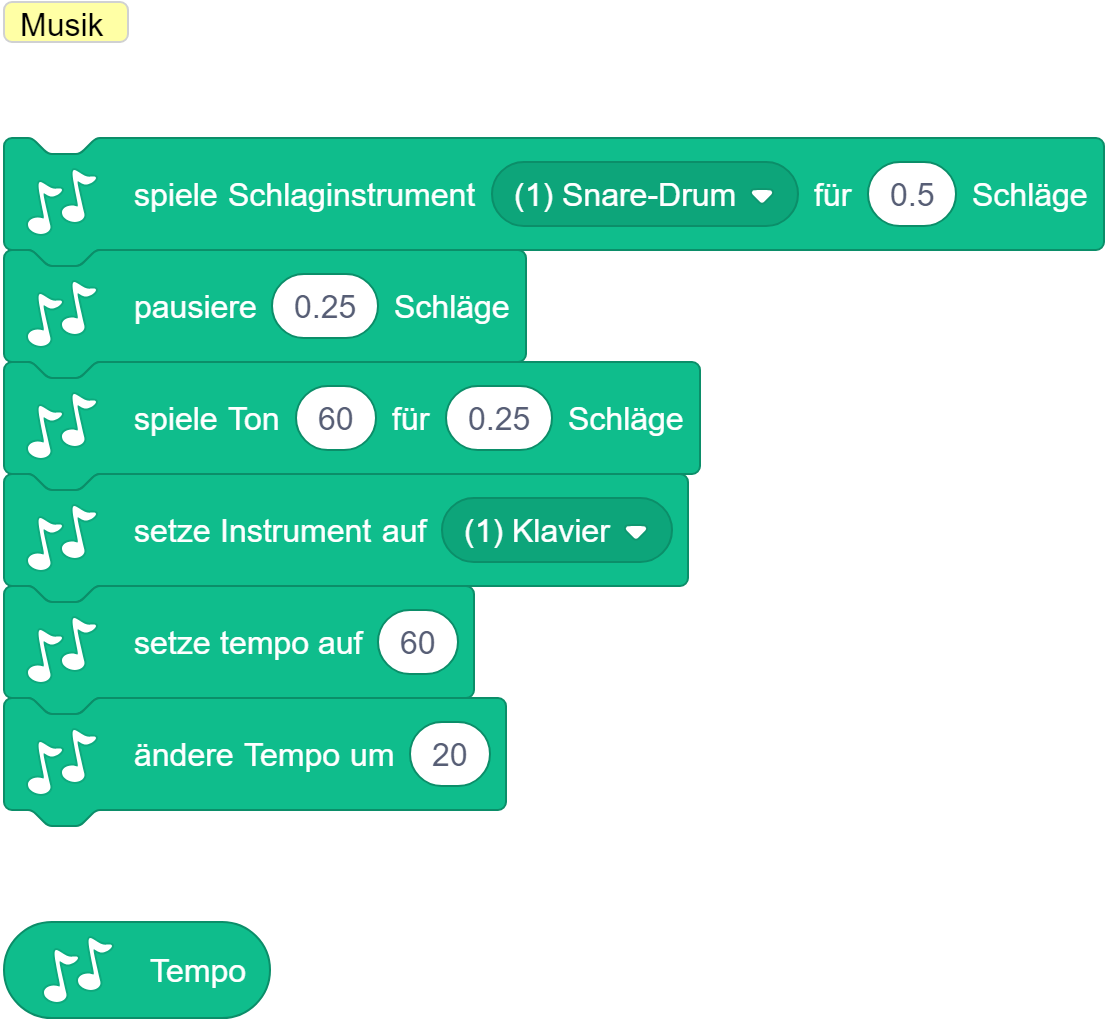 Musik
spiele Schlaginstrument (1) Snare-Drum für 0.5 Schläge
pausiere 0.25 Schläge
spiele Ton 60 für 0.25 Schläge
setze Instrument auf (1) Klavier
setze tempo auf 60
ändere Tempo um 20
Tempo